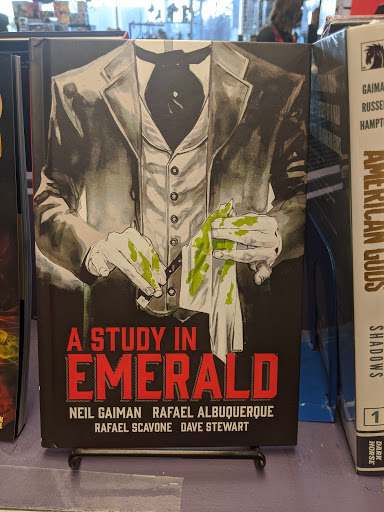 A STUDY IN
EMERALD
NEIL GAIMAN RAFAEL ALBUQUERQUE
RAFAEL SCAVONE DAVE STEWART
GAIMAN
RUSSELL
HAMPTON
AMERICAN GODS
SHADOWS
1
DARK
HORSE